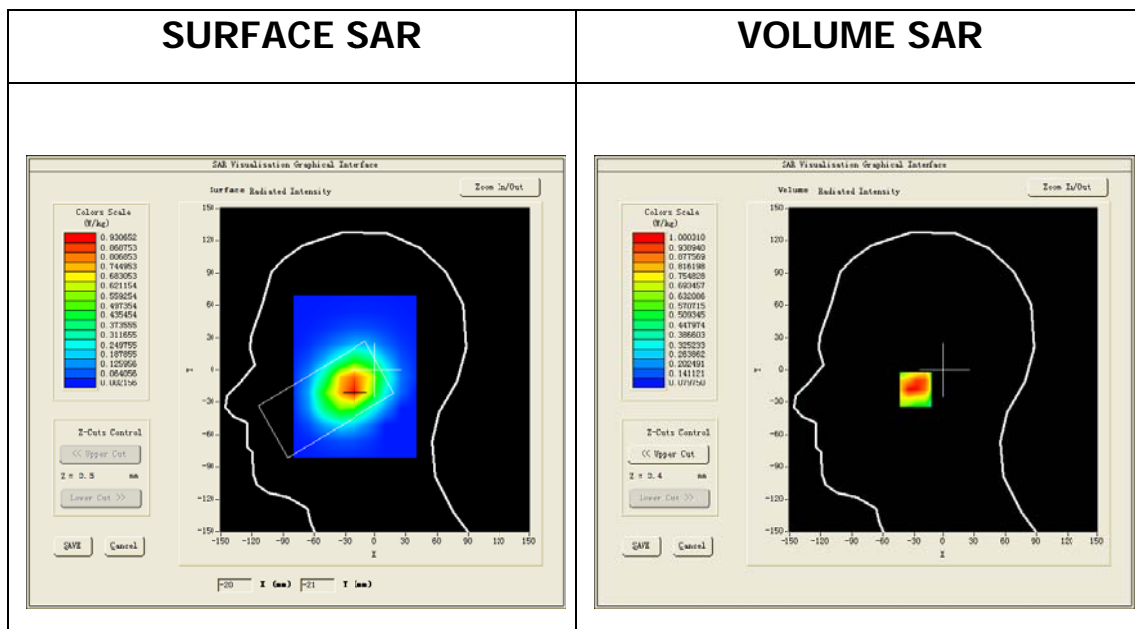 SURFACE SAR
VOLUME SAR
SAR Visualisation Graphical Interface
Surface Radiated Intensity
Zoom In/Out
Colors Scale
(W/kg)
0.930652
0.868753
0.806853
0.744953
0.683053
0.621154
0.559254
0.497354
0.435454
0.373555
0.311655
0.249755
0.187855
0.125956
0.064056
0.002156
Z-Cuts Control
<< Upper Cut
Z = 3.5 mm
Lower Cut >>
SAVE
Cancel
150
120
90
60
30
0
-30
-60
-90
-120
-150
Y
-150 -120 -90 -60 -30 0 30 60 90 120 150
X
-20 X (mm) -21 Y (mm)
SAR Visualisation Graphical Interface
Volume Radiated Intensity
Zoom In/Out
Colors Scale
(W/kg)
1.000310
0.938940
0.877569
0.816198
0.754828
0.693457
0.632086
0.570715
0.509345
0.447974
0.386603
0.325233
0.263862
0.202491
0.141121
0.079750
Z-Cuts Control
<< Upper Cut
Z = 3.4 mm
Lower Cut >>
SAVE
Cancel
150
120
90
60
30
0
-30
-60
-90
-120
-150
Y
-150 -120 -90 -60 -30 0 30 60 90 120 150
X